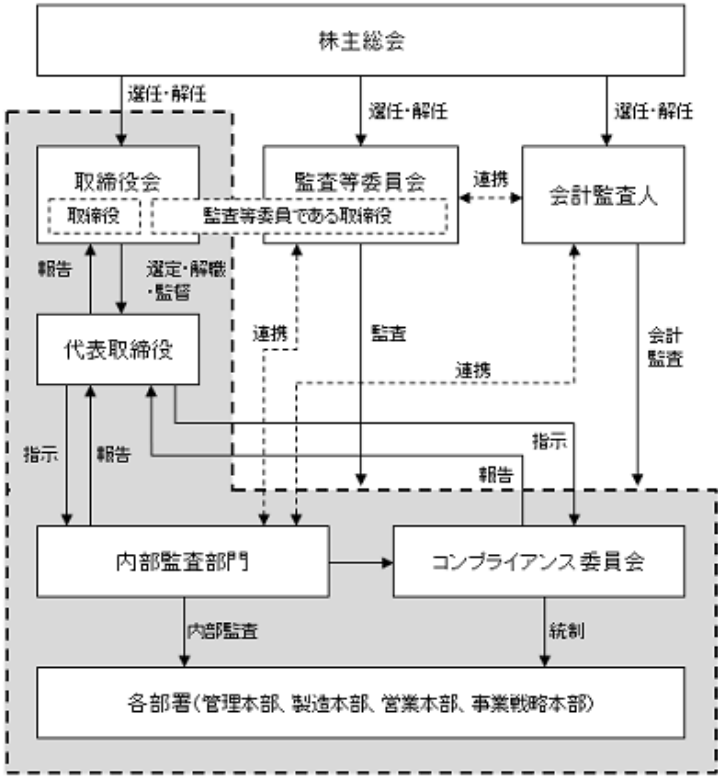 株主総会
選任・解任
選任・解任
選任・解任
取締役会
監査等委員会
連携
会計監査人
取締役
監査等委員である取締役
報告
選定・解職
・監督
代表取締役
連携
監査
連携
会計
監査
指示
報告
指示
報告
内部監査部門
コンプライアンス委員会
内部監査
統制
各部署(管理本部、製造本部、営業本部、事業戦略本部)